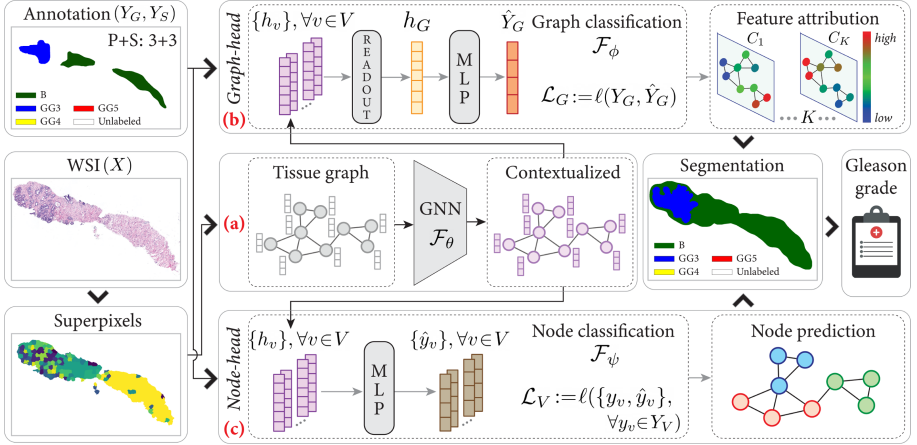 Annotation (Y_G, Y_S)
P+S: 3+3
B
GG3 GG5
GG4 Unlabeled
WSI (X)
Superpixels
Graph-head
(b)
{h_v}, ∀v∈V
READOUT
h_G
MLP
Ŷ_G
Graph classification
F_ϕ
L_G:=ℓ(Y_G, Ŷ_G)
Feature attribution
C_1 C_K
K
high
low
(a)
Tissue graph
GNN
F_θ
Contextualized
Segmentation
B
GG3 GG5
GG4 Unlabeled
Gleason
grade
Node-head
(c)
{h_v}, ∀v∈V
MLP
{ŷ_v}, ∀v∈V
Node classification
F_ψ
L_V:=ℓ({y_v, ŷ_v},
∀y_v∈Y_V)
Node prediction